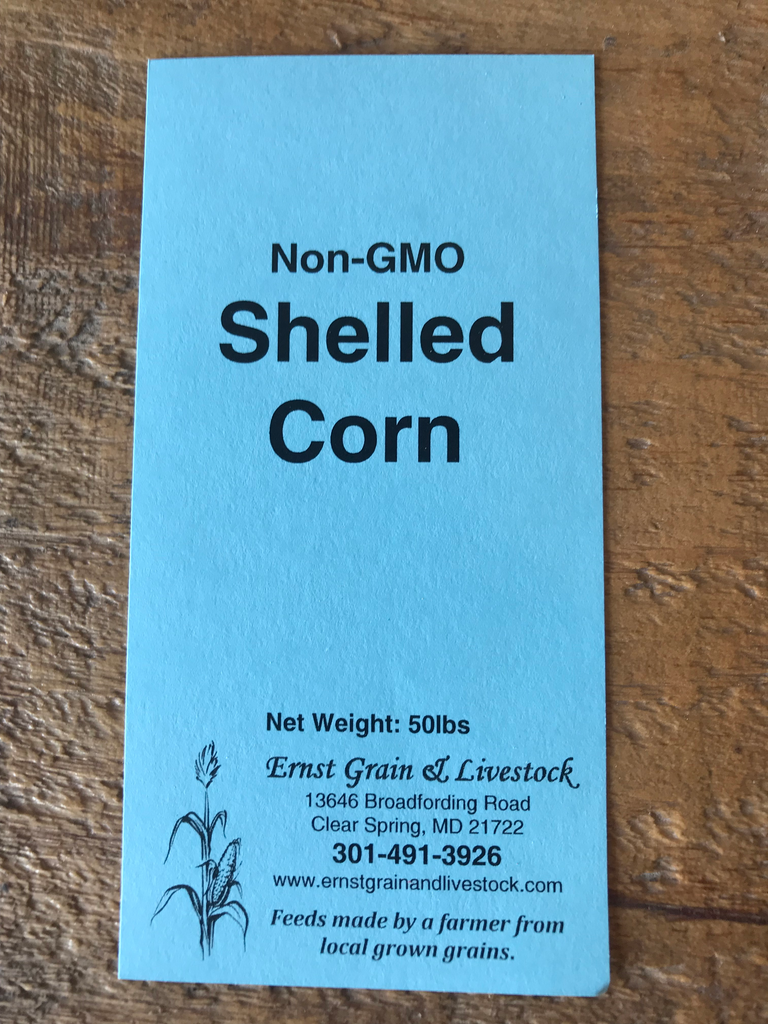 Non-GMO
Shelled
Corn
Net Weight: 50lbs
Ernst Grain & Livestock
13646 Broadfording Road
Clear Spring, MD 21722
301-491-3926
www.ernstgrainandlivestock.com
Feeds made by a farmer from
local grown grains.